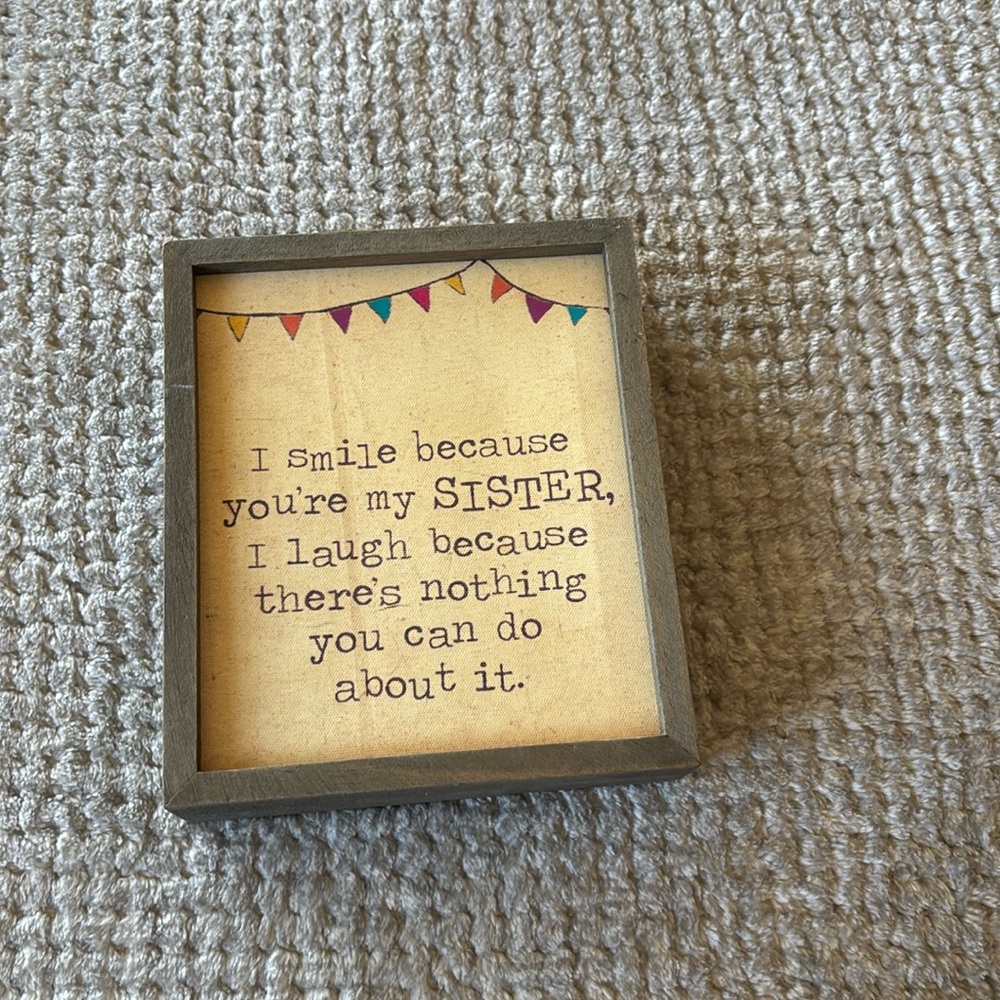 I smile because
you're my SISTER,
I laugh because
there's nothing
you can do
about it.